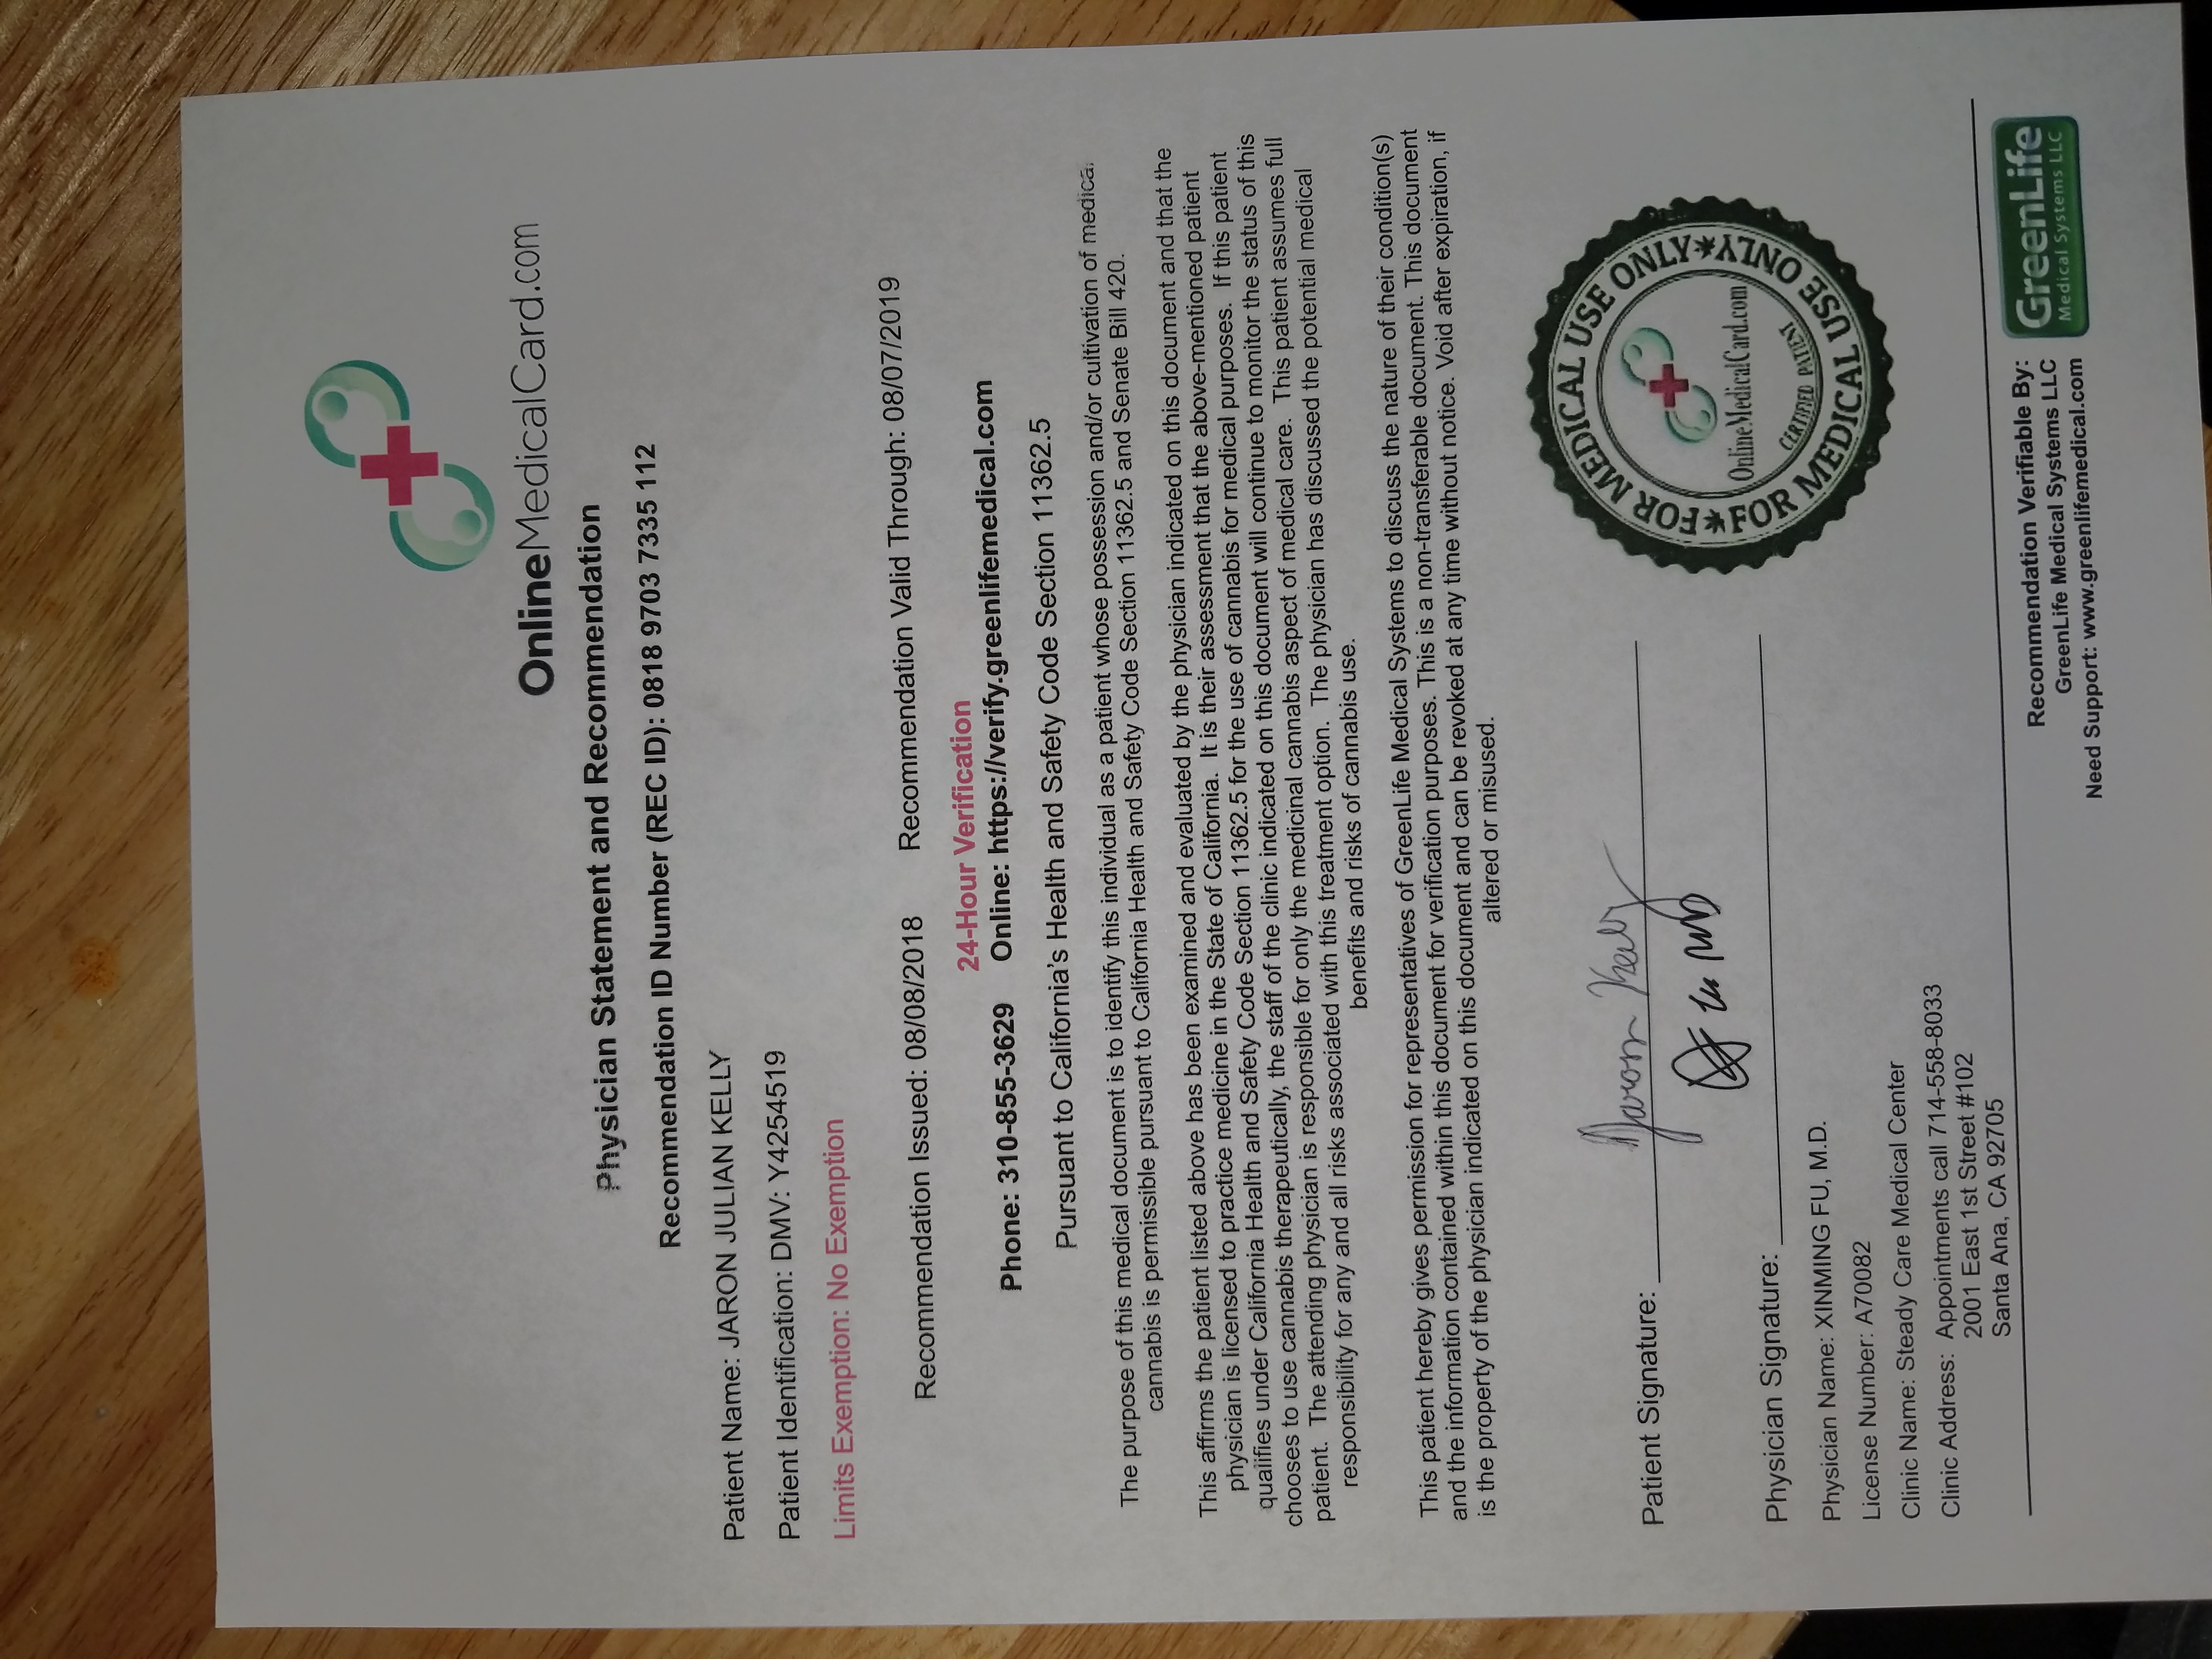 OnlineMedicalCard.com
Physician Statement and Recommendation
Recommendation ID Number (REC ID): 0818 9703 7335 112
Patient Name: JARON JULIAN KELLY
Patient Identification: DMV: Y4254519
Limits Exemption: No Exemption
Recommendation Issued: 08/08/2018 Recommendation Valid Through: 08/07/2019
24-Hour Verification
Phone: 310-855-3629 Online: https://verify.greenlifemedical.com
Pursuant to California's Health and Safety Code Section 11362.5
The purpose of this medical document is to identify this individual as a patient whose possession and/or cultivation of medical
cannabis is permissible pursuant to California Health and Safety Code Section 11362.5 and Senate Bill 420.
This affirms the patient listed above has been examined and evaluated by the physician indicated on this document and that the
physician is licensed to practice medicine in the State of California. It is their assessment that the above-mentioned patient
qualifies under California Health and Safety Code Section 11362.5 for the use of cannabis for medical purposes. If this patient
chooses to use cannabis therapeutically, the staff of the clinic indicated on this document will continue to monitor the status of this
patient. The attending physician is responsible for only the medicinal cannabis aspect of medical care. This patient assumes full
responsibility for any and all risks associated with this treatment option. The physician has discussed the potential medical
benefits and risks of cannabis use.
This patient hereby gives permission for representatives of GreenLife Medical Systems to discuss the nature of their condition(s)
and the information contained within this document for verification purposes. This is a non-transferable document. This document
is the property of the physician indicated on this document and can be revoked at any time without notice. Void after expiration, if
altered or misused.
Patient Signature: Jaron Kelly
Physician Signature:
Physician Name: XINMING FU, M.D.
License Number: A70082
Clinic Name: Steady Care Medical Center
Clinic Address: Appointments call 714-558-8033
2001 East 1st Street #102
Santa Ana, CA 92705
FOR MEDICAL USE ONLY
OnlineMedicalCard.com
CERTIFIED PATIENT
FOR MEDICAL USE ONLY
Recommendation Verifiable By:
GreenLife Medical Systems LLC
Need Support: www.greenlifemedical.com
GreenLife
Medical Systems LLC